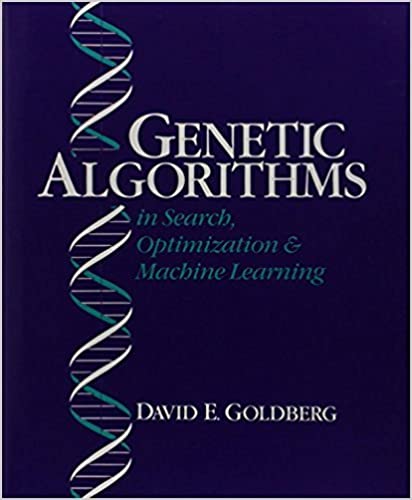 GENETIC
ALGORITHMS
in Search,
Optimization &
Machine Learning
DAVID E. GOLDBERG